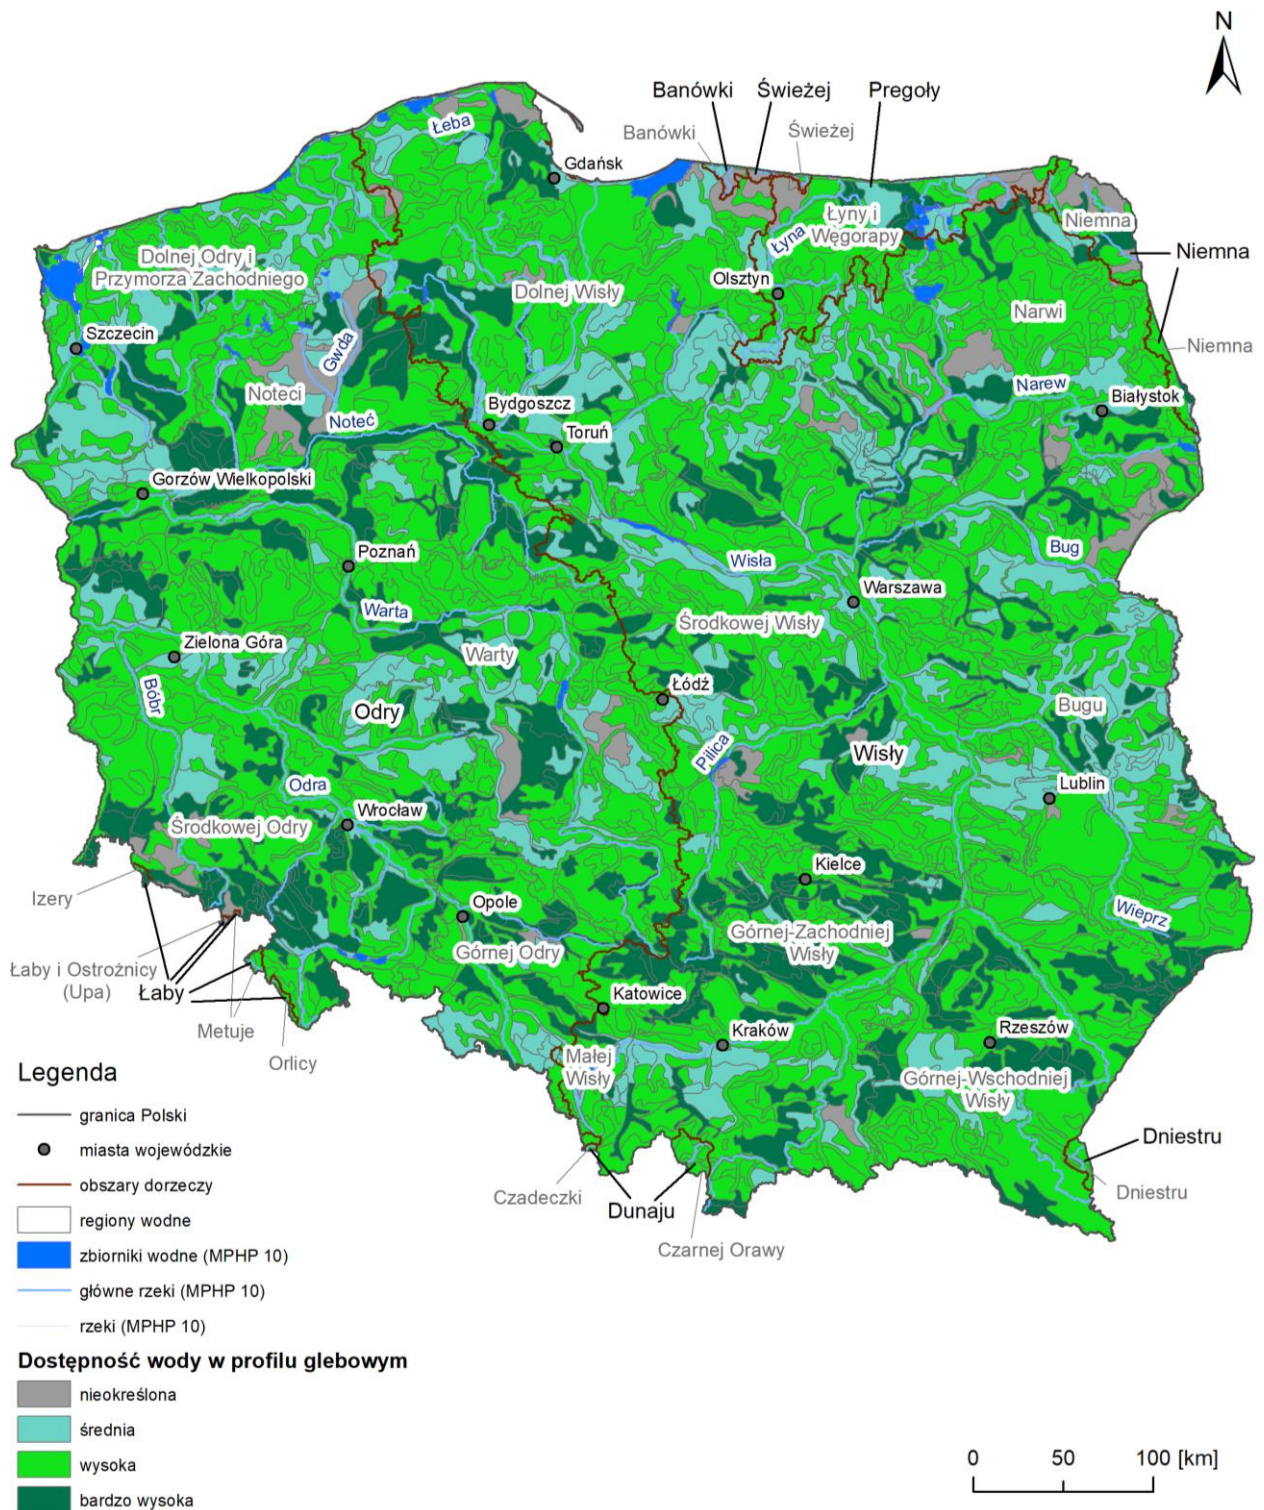 N
Banówki
Świeżej
Pregoły
Banówki
Świeżej
Łeba
Gdańsk
Łyny i
Węgorapy
Łyna
Niemna
Niemna
Dolnej Odry i
Przymorza Zachodniego
Dolnej Wisły
Olsztyn
Narwi
Szczecin
Gwda
Niemna
Noteci
Narew
Białystok
Noteć
Bydgoszcz
Toruń
Gorzów Wielkopolski
Poznań
Wisła
Bug
Warszawa
Warta
Środkowej Wisły
Zielona Góra
Warty
Bóbr
Łódź
Odry
Bugu
Pilica
Wisły
Odra
Lublin
Wrocław
Środkowej Odry
Kielce
Izery
Opole
Wieprz
Górnej Odry
Górnej-Zachodniej
Wisły
Łaby i Ostrożnicy
(Upa)
Łaby
Metuje
Orlicy
Katowice
Kraków
Rzeszów
Małej
Wisły
Górnej-Wschodniej
Wisły
Dniestru
Dniestru
Czadeczki
Dunaju
Czarnej Orawy
Legenda
granica Polski
miasta wojewódzkie
obszary dorzeczy
regiony wodne
zbiorniki wodne (MPHP 10)
główne rzeki (MPHP 10)
rzeki (MPHP 10)
Dostępność wody w profilu glebowym
nieokreślona
średnia
wysoka
bardzo wysoka
0 50 100 [km]